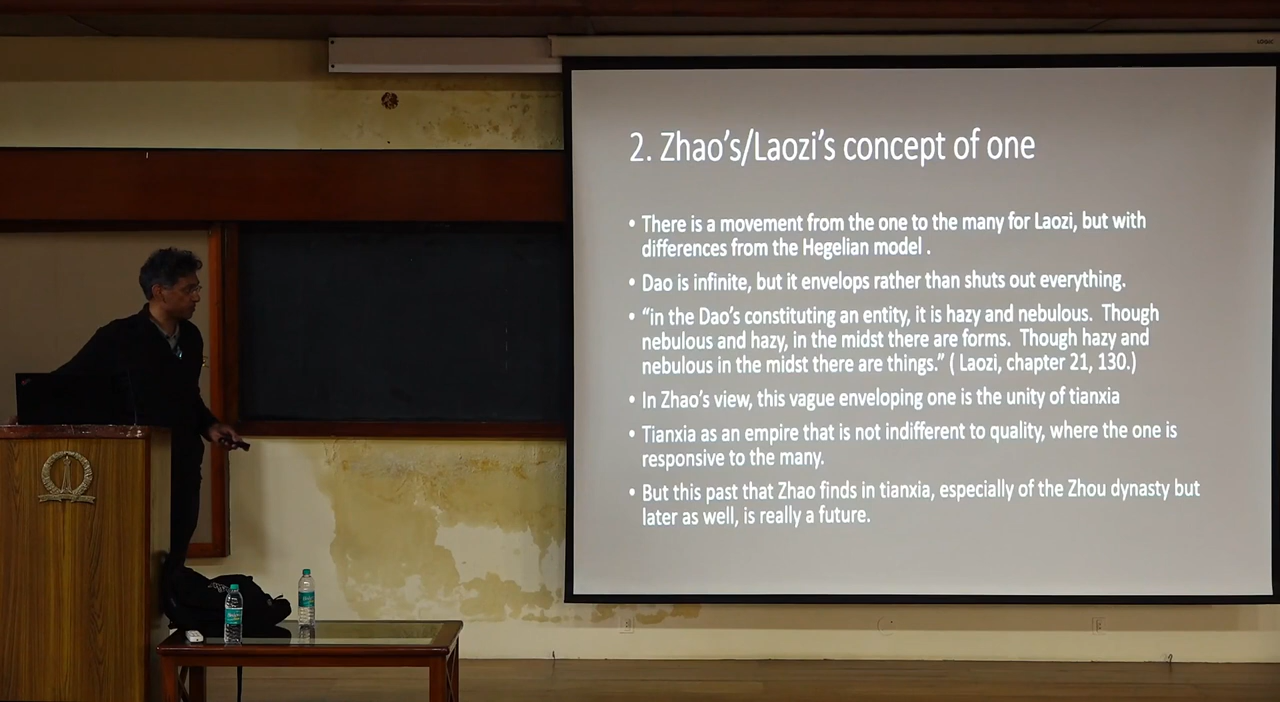 2. Zhao's/Laozi's concept of one
• There is a movement from the one to the many for Laozi, but with
differences from the Hegelian model .
• Dao is infinite, but it envelops rather than shuts out everything.
• “in the Dao's constituting an entity, it is hazy and nebulous. Though
nebulous and hazy, in the midst there are forms. Though hazy and
nebulous in the midst there are things.” ( Laozi, chapter 21, 130.)
• In Zhao's view, this vague enveloping one is the unity of tianxia
• Tianxia as an empire that is not indifferent to quality, where the one is
responsive to the many.
• But this past that Zhao finds in tianxia, especially of the Zhou dynasty but
later as well, is really a future.